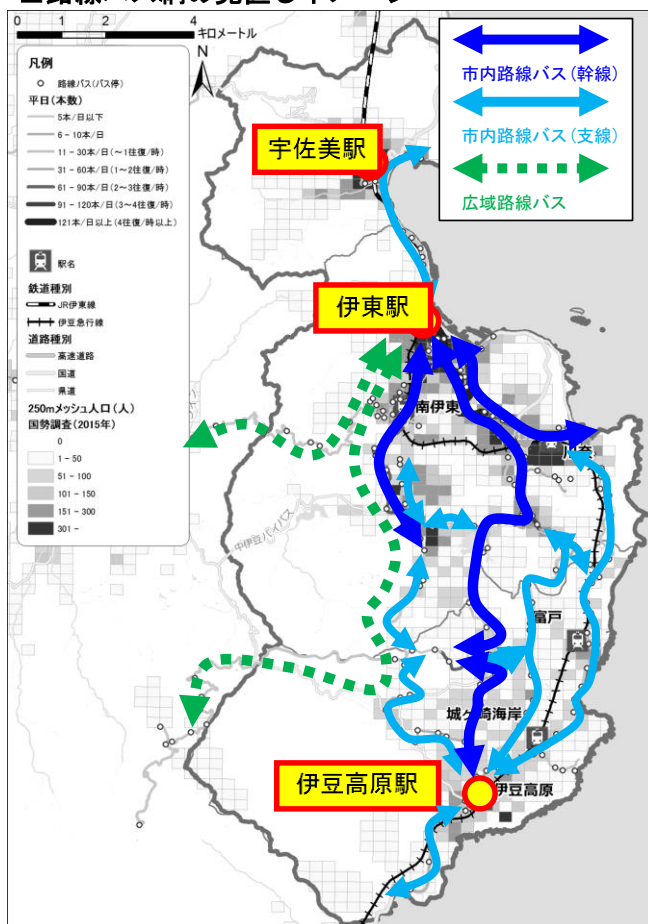 0 1 2 4
キロメートル
N
凡例
路線バス(バス停)
平日(本数)
5本/日以下
6 - 10本/日
11 - 30本/日(~1往復/時)
31 - 60本/日(1~2往復/時)
61 - 90本/日(2~3往復/時)
91 - 120本/日(3~4往復/時)
121本/日以上(4往復/時以上)
駅名
鉄道種別
JR伊東線
伊豆急行線
道路種別
高速道路
国道
県道
250mメッシュ人口(人)
国勢調査(2015年)
0
1 - 50
51 - 100
101 - 150
151 - 300
301 -
市内路線バス(幹線)
市内路線バス(支線)
広域路線バス
宇佐美駅
伊東駅
南伊東
中伊豆バイパス
富戸
城ヶ崎海岸
伊豆高原駅
伊豆高原